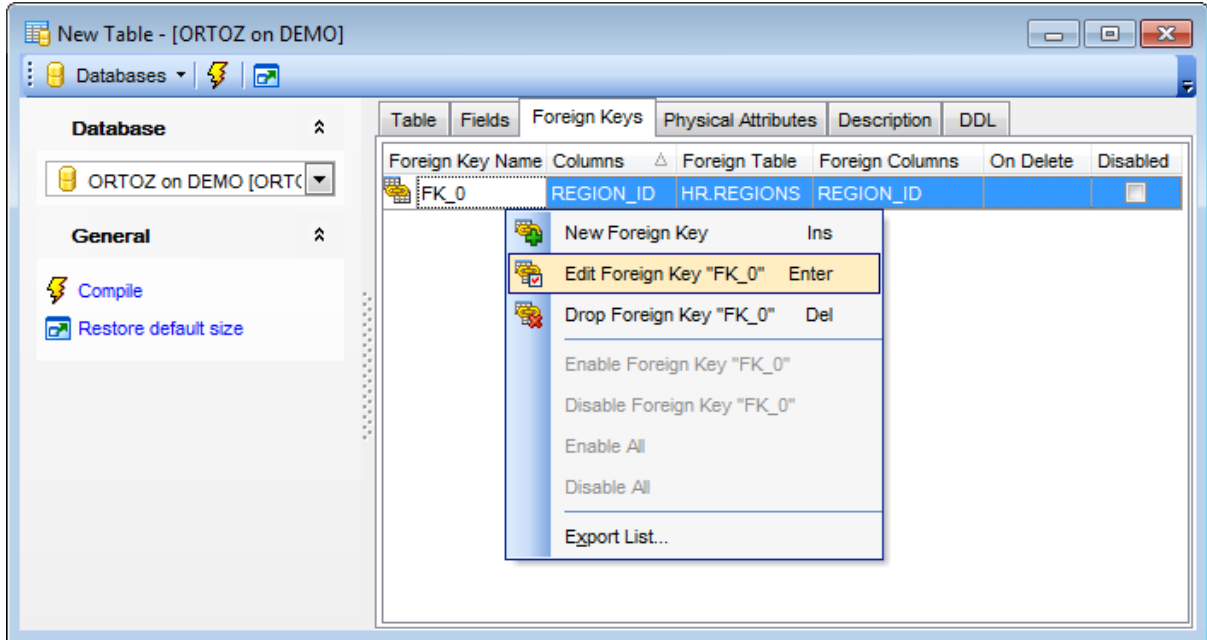 New Table - [ORTOZ on DEMO]
Databases
Database
ORTOZ on DEMO [ORT(
General
Compile
Restore default size
Table Fields Foreign Keys Physical Attributes Description DDL
Foreign Key Name Columns Foreign Table Foreign Columns On Delete Disabled
FK_0 REGION_ID HR.REGIONS REGION_ID
New Foreign Key Ins
Edit Foreign Key "FK_0" Enter
Drop Foreign Key "FK_0" Del
Enable Foreign Key "FK_0"
Disable Foreign Key "FK_0"
Enable All
Disable All
Export List...